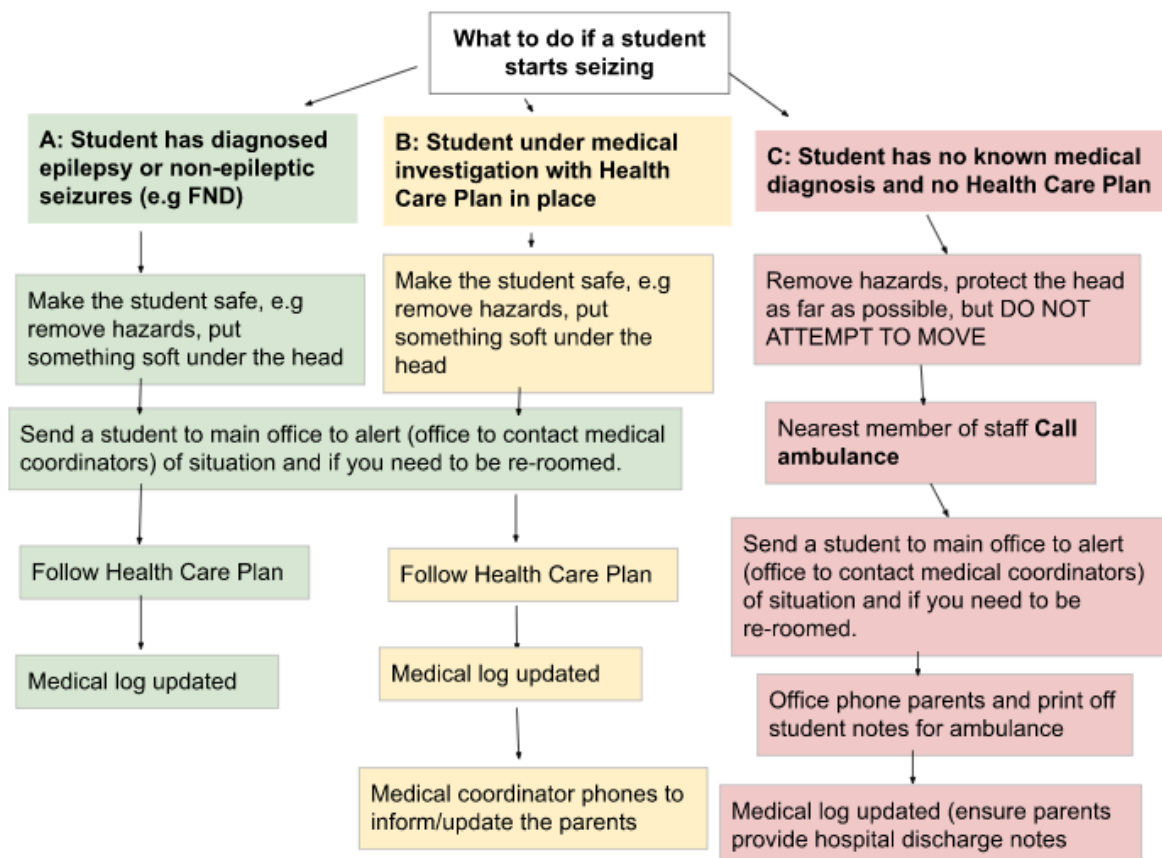 What to do if a student
starts seizing
A: Student has diagnosed
epilepsy or non-epileptic
seizures (e.g FND)
Make the student safe, e.g
remove hazards, put
something soft under the head
B: Student under medical
investigation with Health
Care Plan in place
Make the student safe, e.g
remove hazards, put
something soft under the
head
Send a student to main office to alert (office to contact medical
coordinators) of situation and if you need to be re-roomed.
Follow Health Care Plan
Medical log updated
Follow Health Care Plan
Medical log updated
Medical coordinator phones to
inform/update the parents
C: Student has no known medical
diagnosis and no Health Care Plan
Remove hazards, protect the head
as far as possible, but DO NOT
ATTEMPT TO MOVE
Nearest member of staff Call
ambulance
Send a student to main office to alert
(office to contact medical coordinators)
of situation and if you need to be
re-roomed.
Office phone parents and print off
student notes for ambulance
Medical log updated (ensure parents
provide hospital discharge notes